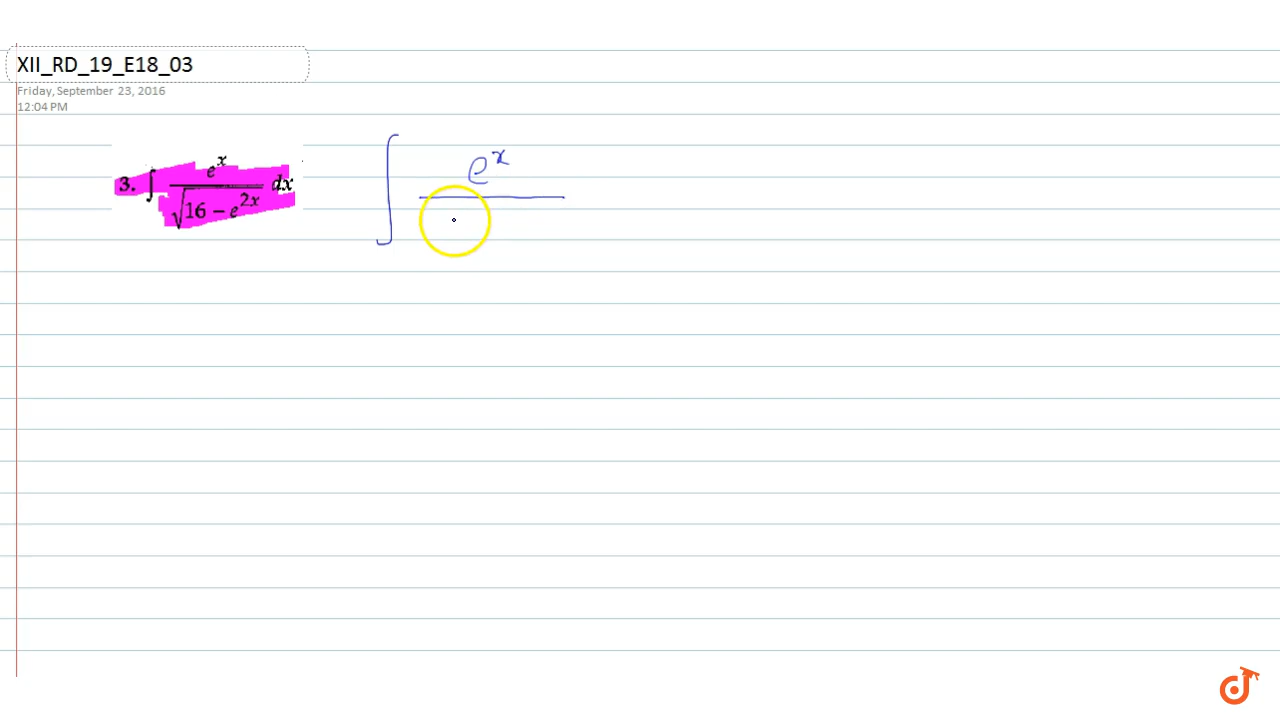 XII_RD_19_E18_03
Friday, September 23, 2016
12:04 PM
3. ∫ e^x / √(16 − e^{2x}) dx
∫ e^x